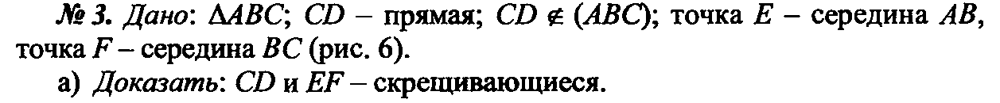 № 3. Дано: ΔABC; CD – прямая; CD ∉ (ABC); точка E – середина AB,
точка F – середина BC (рис. 6).
а) Доказать: CD и EF – скрещивающиеся.